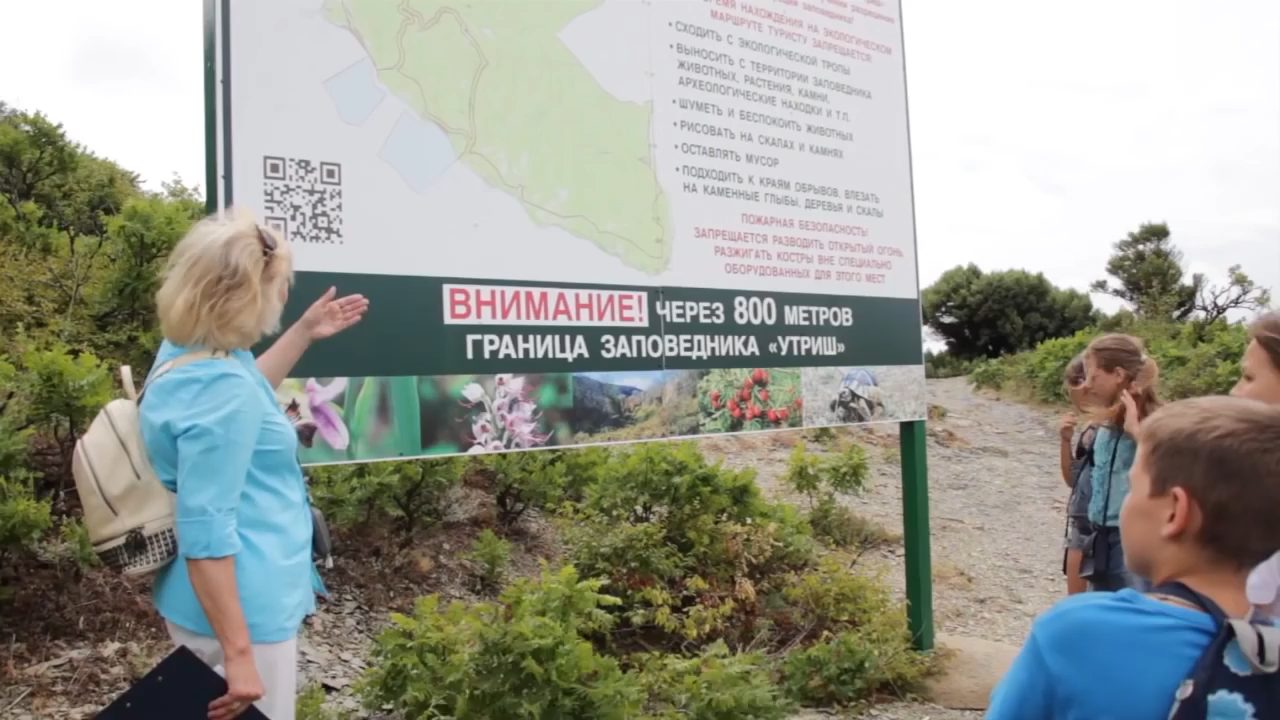 ВРЕМЯ НАХОЖДЕНИЯ НА ЭКОЛОГИЧЕСКОМ
МАРШРУТЕ ТУРИСТУ ЗАПРЕЩАЕТСЯ:
• СХОДИТЬ С ЭКОЛОГИЧЕСКОЙ ТРОПЫ
• ВЫНОСИТЬ С ТЕРРИТОРИИ ЗАПОВЕДНИКА
ЖИВОТНЫХ, РАСТЕНИЯ, КАМНИ,
АРХЕОЛОГИЧЕСКИЕ НАХОДКИ И Т.П.
• ШУМЕТЬ И БЕСПОКОИТЬ ЖИВОТНЫХ
• РИСОВАТЬ НА СКАЛАХ И КАМНЯХ
• ОСТАВЛЯТЬ МУСОР
• ПОДХОДИТЬ К КРАЯМ ОБРЫВОВ, ВЛЕЗАТЬ
НА КАМЕННЫЕ ГЛЫБЫ, ДЕРЕВЬЯ И СКАЛЫ
ПОЖАРНАЯ БЕЗОПАСНОСТЬ!
ЗАПРЕЩАЕТСЯ РАЗВОДИТЬ ОТКРЫТЫЙ ОГОНЬ,
РАЗЖИГАТЬ КОСТРЫ ВНЕ СПЕЦИАЛЬНО
ОБОРУДОВАННЫХ ДЛЯ ЭТОГО МЕСТ
ВНИМАНИЕ! ЧЕРЕЗ 800 МЕТРОВ
ГРАНИЦА ЗАПОВЕДНИКА «УТРИШ»